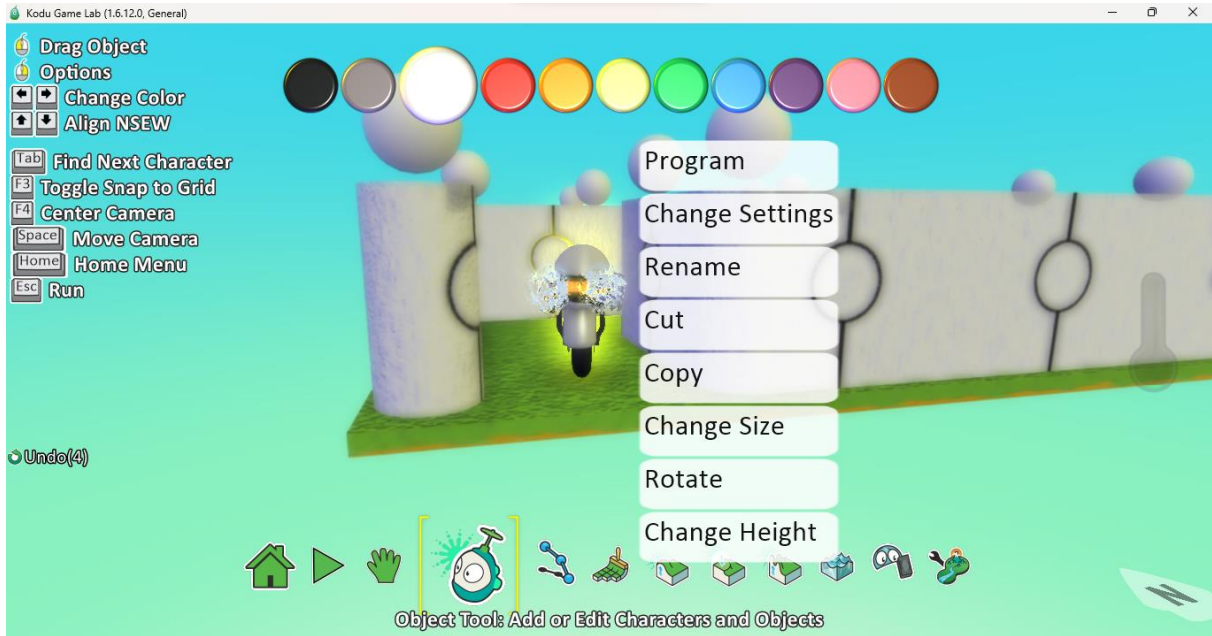 Kodu Game Lab (1.6.12.0, General)
Drag Object
Options
Change Color
Align NSEW
Tab Find Next Character
F3 Toggle Snap to Grid
F4 Center Camera
Space Move Camera
Home Home Menu
Esc Run
Undo(4)
Program
Change Settings
Rename
Cut
Copy
Change Size
Rotate
Change Height
Object Tool: Add or Edit Characters and Objects
N